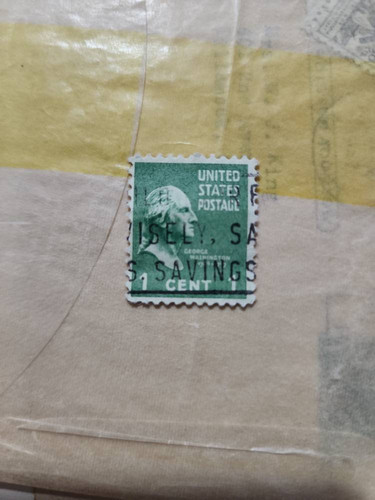 UNITED
STATES
POSTAGE
ISELY, SA
GEORGE
WASHINGTON
S. SAVINGS
1 CENT 1